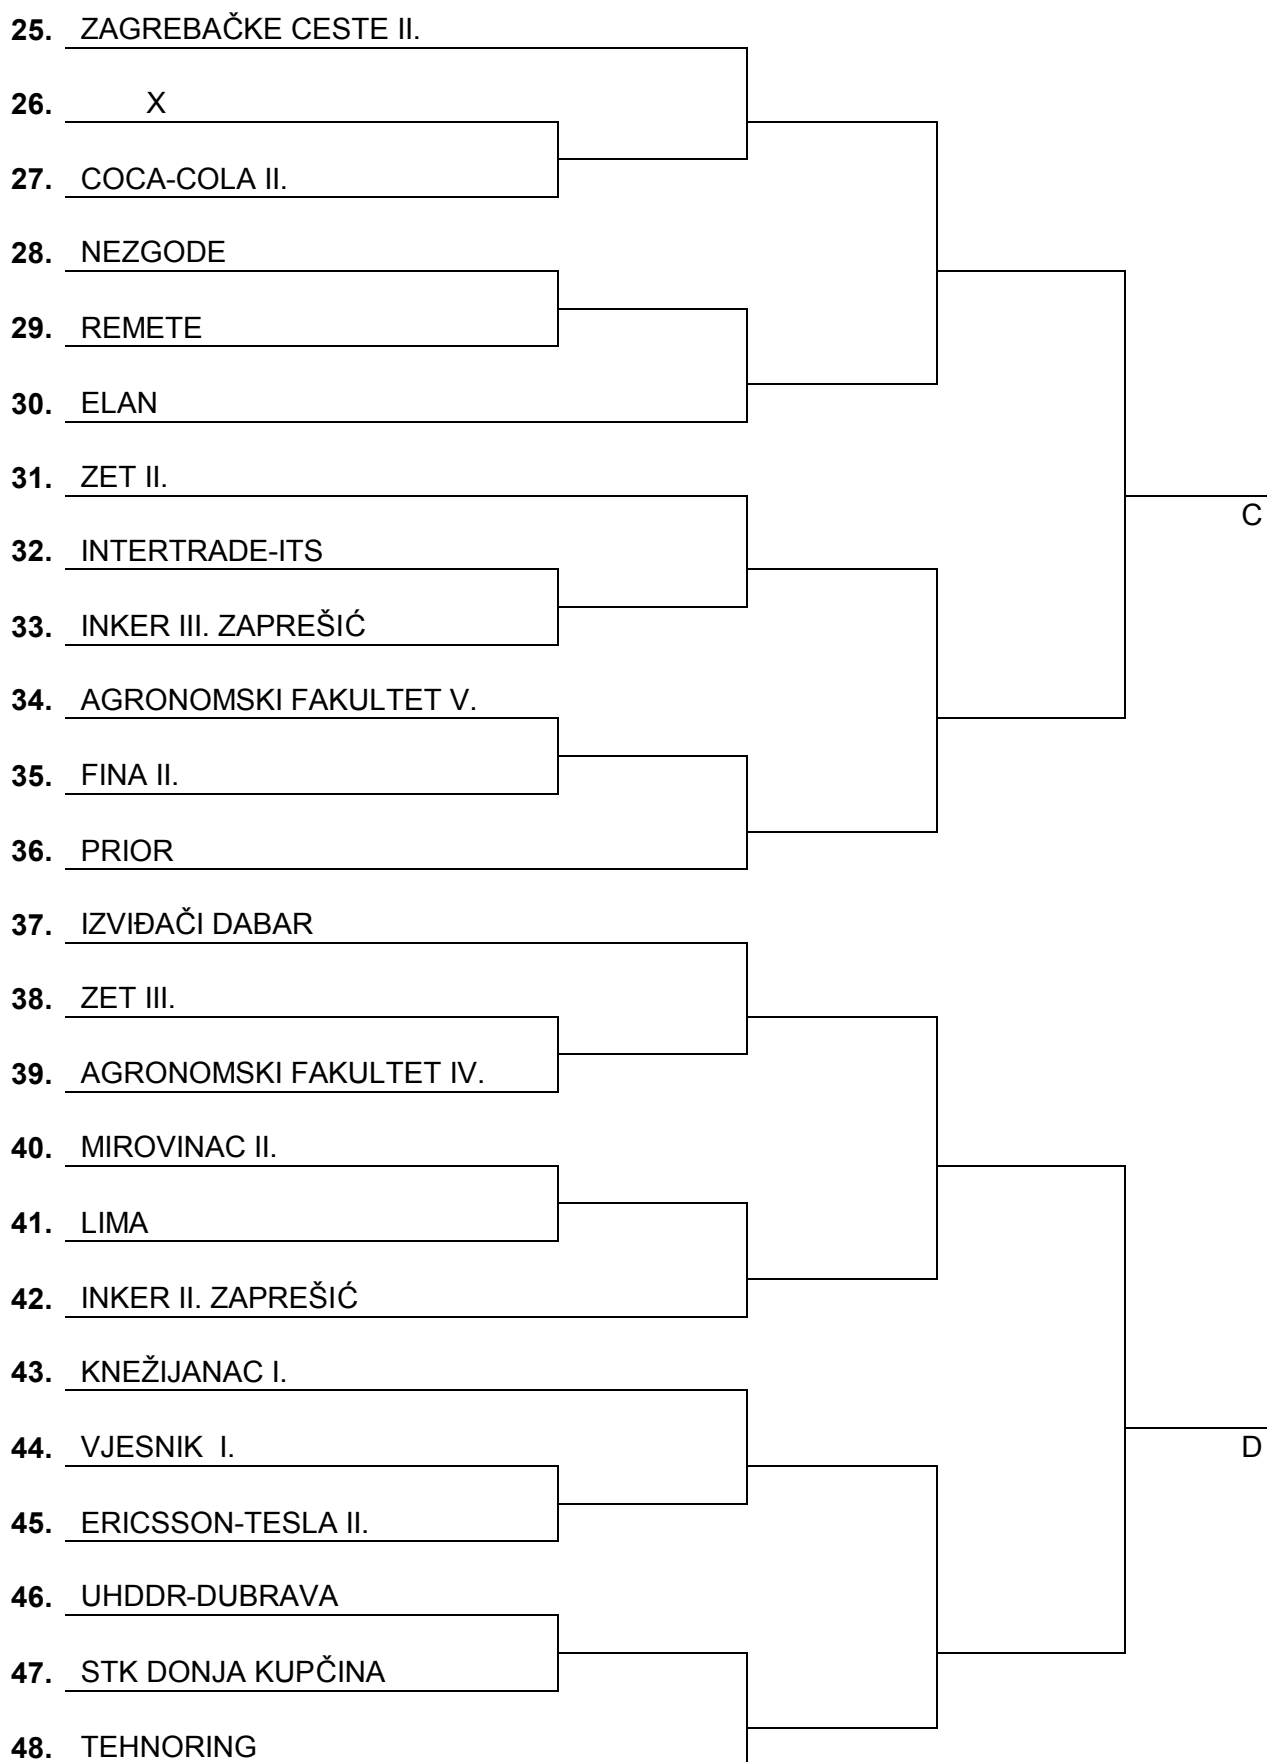 25. ZAGREBAČKE CESTE II.
26. X
27. COCA-COLA II.
28. NEZGODE
29. REMETE
30. ELAN
31. ZET II.
C
32. INTERTRADE-ITS
33. INKER III. ZAPREŠIĆ
34. AGRONOMSKI FAKULTET V.
35. FINA II.
36. PRIOR
37. IZVIĐAČI DABAR
38. ZET III.
39. AGRONOMSKI FAKULTET IV.
40. MIROVINAC II.
41. LIMA
42. INKER II. ZAPREŠIĆ
43. KNEŽIJANAC I.
44. VJESNIK I.
D
45. ERICSSON-TESLA II.
46. UHDDR-DUBRAVA
47. STK DONJA KUPČINA
48. TEHNORING